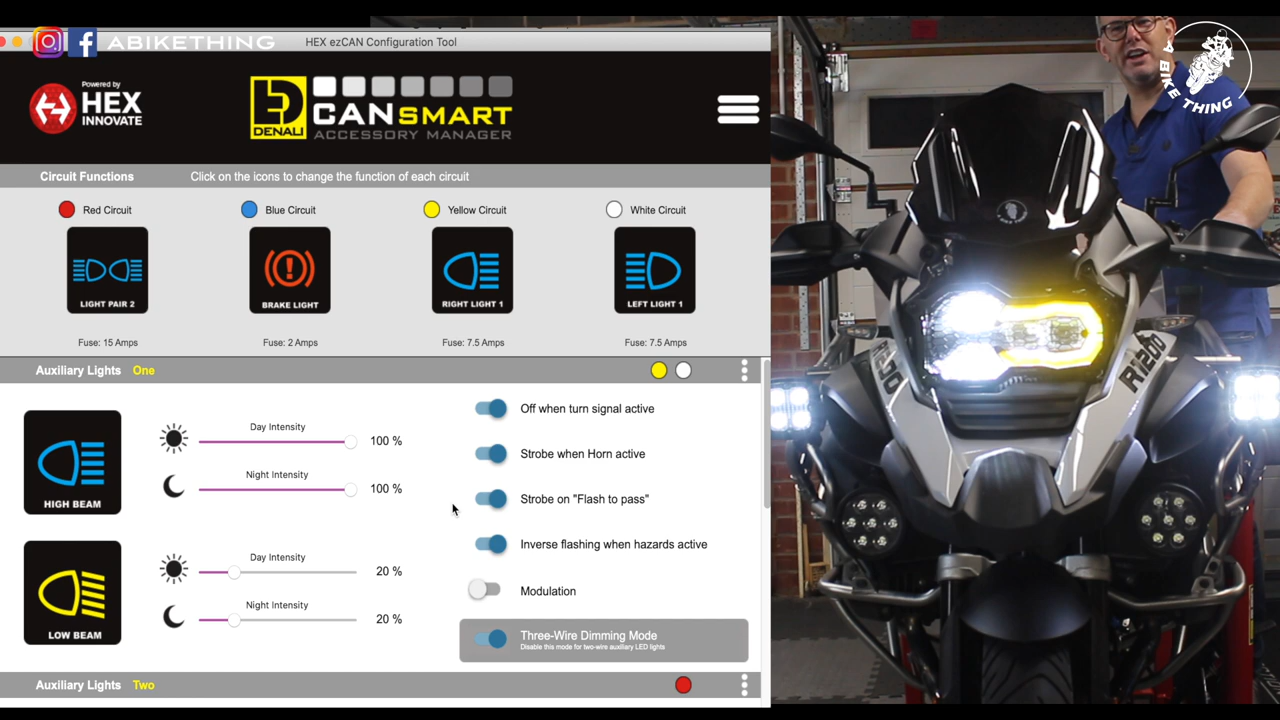 ABIKETHING
HEX ezCAN Configuration Tool
Powered by
HEX
INNOVATE
DENALI
CANSMART
ACCESSORY MANAGER
A BIKE THING
Circuit Functions Click on the icons to change the function of each circuit
Red Circuit Blue Circuit Yellow Circuit White Circuit
LIGHT PAIR 2 BRAKE LIGHT RIGHT LIGHT 1 LEFT LIGHT 1
Fuse: 15 Amps Fuse: 2 Amps Fuse: 7.5 Amps Fuse: 7.5 Amps
Auxiliary Lights One
HIGH BEAM
Day Intensity
100 %
Night Intensity
100 %
LOW BEAM
Day Intensity
20 %
Night Intensity
20 %
Off when turn signal active
Strobe when Horn active
Strobe on "Flash to pass"
Inverse flashing when hazards active
Modulation
Three-Wire Dimming Mode
Disable this mode for two-wire auxiliary LED lights
Auxiliary Lights Two
R1200